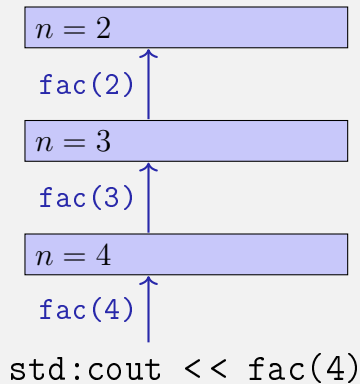 n = 2
fac(2)
n = 3
fac(3)
n = 4
fac(4)
std:cout << fac(4)